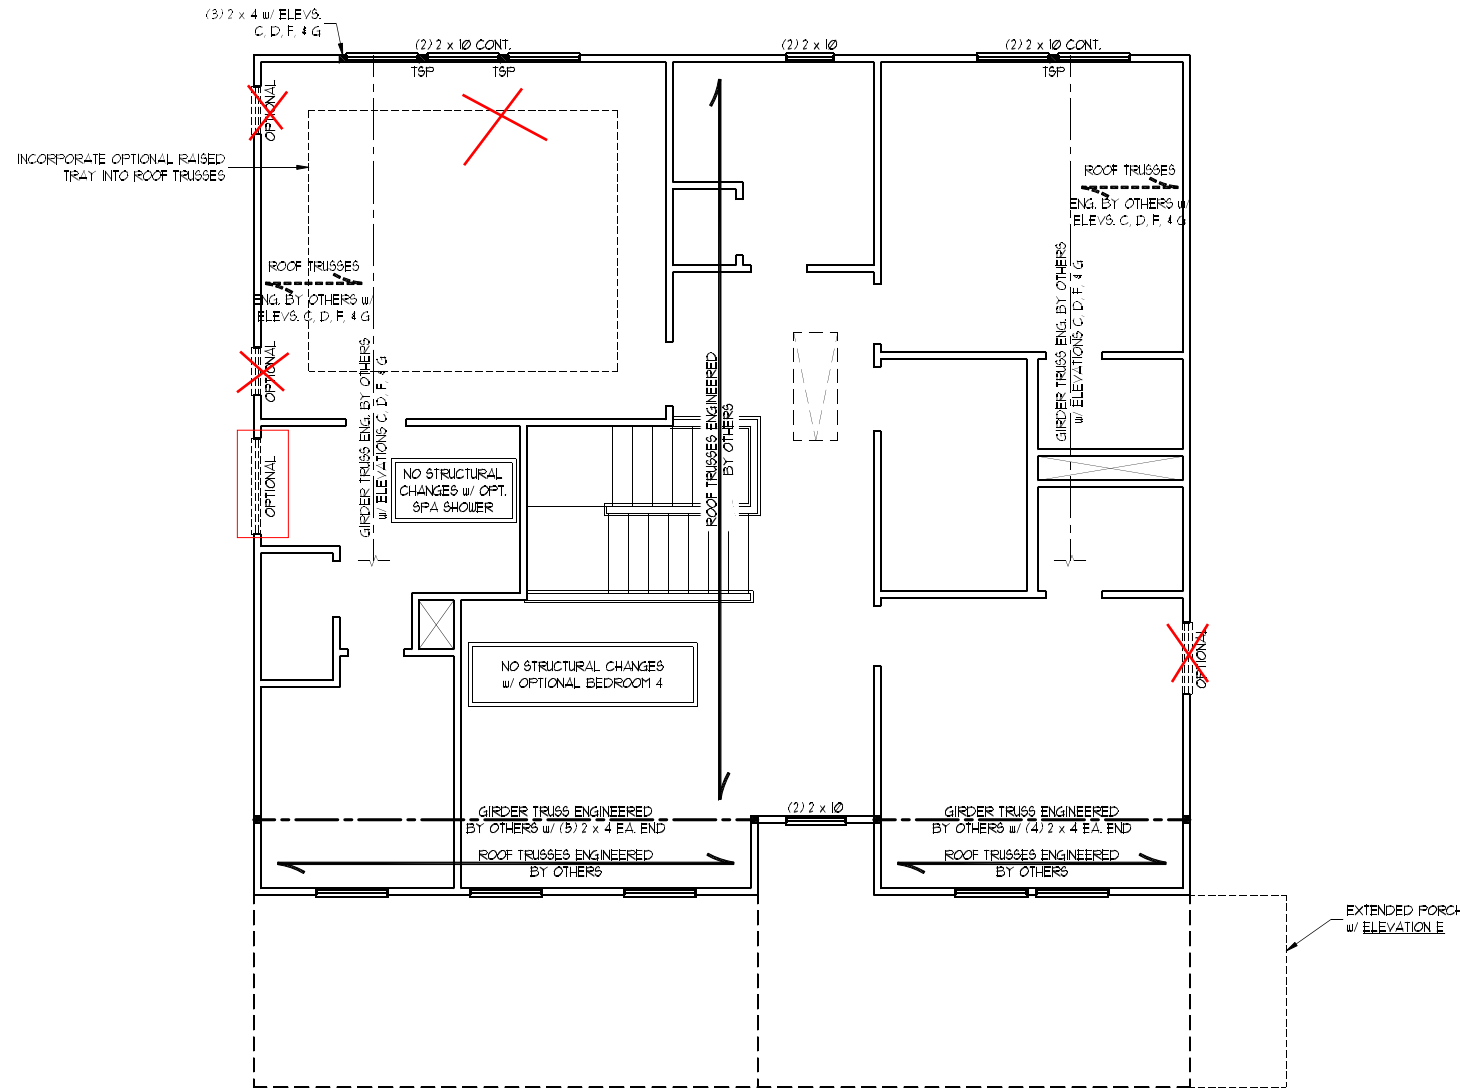 (3) 2 x 4 w/ ELEVS.
C, D, F, & G
(2) 2 x 10 CONT.
TSP
TSP
(2) 2 x 10
(2) 2 x 10 CONT.
TSP
OPTIONAL
INCORPORATE OPTIONAL RAISED
TRAY INTO ROOF TRUSSES
ROOF TRUSSES
ENG. BY OTHERS w/
ELEVS. C, D, F, & G
ROOF TRUSSES
ENG. BY OTHERS w/
ELEVS. C, D, F, & G
OPTIONAL
GIRDER TRUSS ENG. BY OTHERS
w/ ELEVATIONS C, D, F, & G
ROOF TRUSSES ENGINEERED
BY OTHERS
GIRDER TRUSS ENG. BY OTHERS
w/ ELEVATIONS C, D, F, & G
OPTIONAL
NO STRUCTURAL
CHANGES w/ OPT.
SPA SHOWER
NO STRUCTURAL CHANGES
w/ OPTIONAL BEDROOM 4
OPTIONAL
GIRDER TRUSS ENGINEERED
BY OTHERS w/ (5) 2 x 4 EA. END
(2) 2 x 10
GIRDER TRUSS ENGINEERED
BY OTHERS w/ (4) 2 x 4 EA. END
ROOF TRUSSES ENGINEERED
BY OTHERS
ROOF TRUSSES ENGINEERED
BY OTHERS
EXTENDED PORCH
w/ ELEVATION E